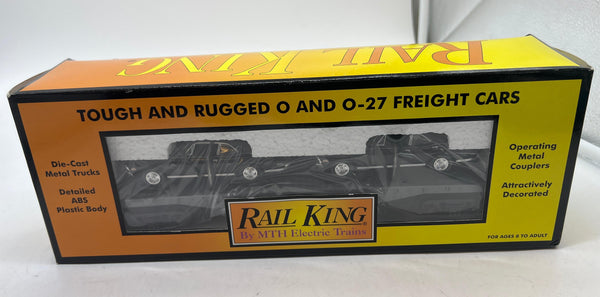 RAIL
KING
TOUGH AND RUGGED O AND O-27 FREIGHT CARS
Die-Cast
Metal Trucks
Detailed
ABS
Plastic Body
Operating
Metal
Couplers
Attractively
Decorated
RAIL KING®
By MTH Electric Trains
FOR AGES 8 TO ADULT